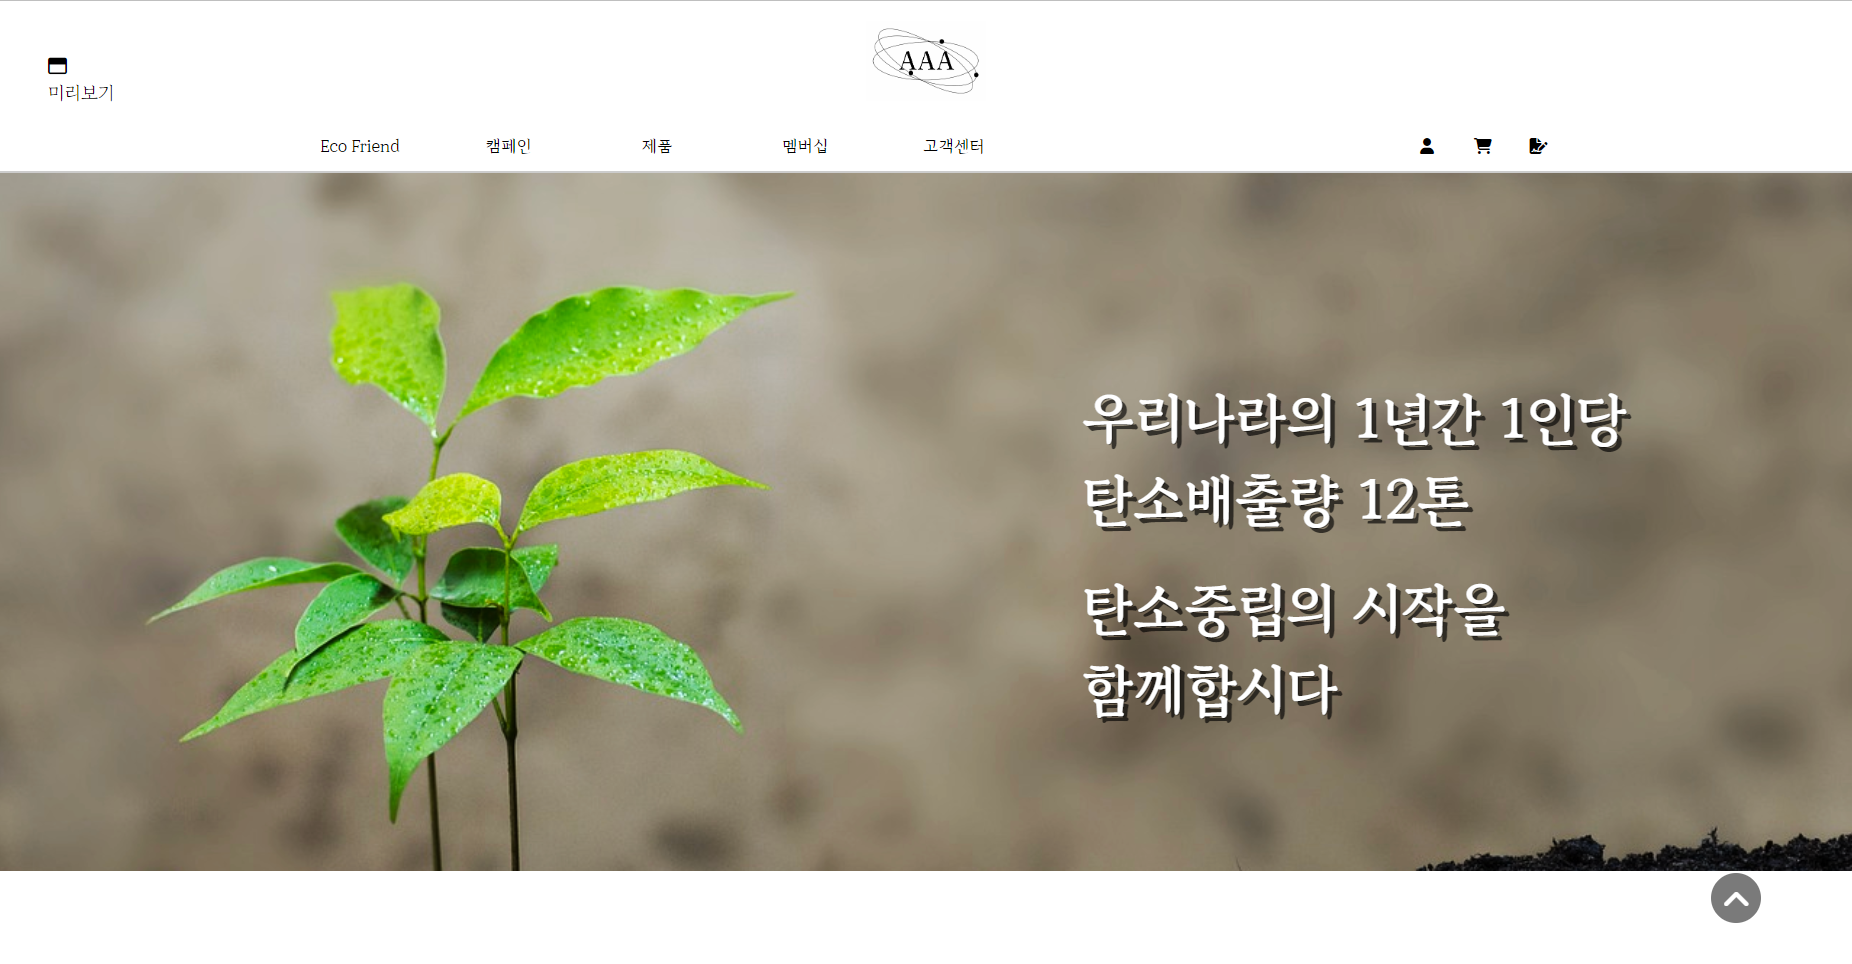 AAA
미리보기
Eco Friend 캠페인 제품 멤버십 고객센터
우리나라의 1년간 1인당
탄소배출량 12톤
탄소중립의 시작을
함께합시다